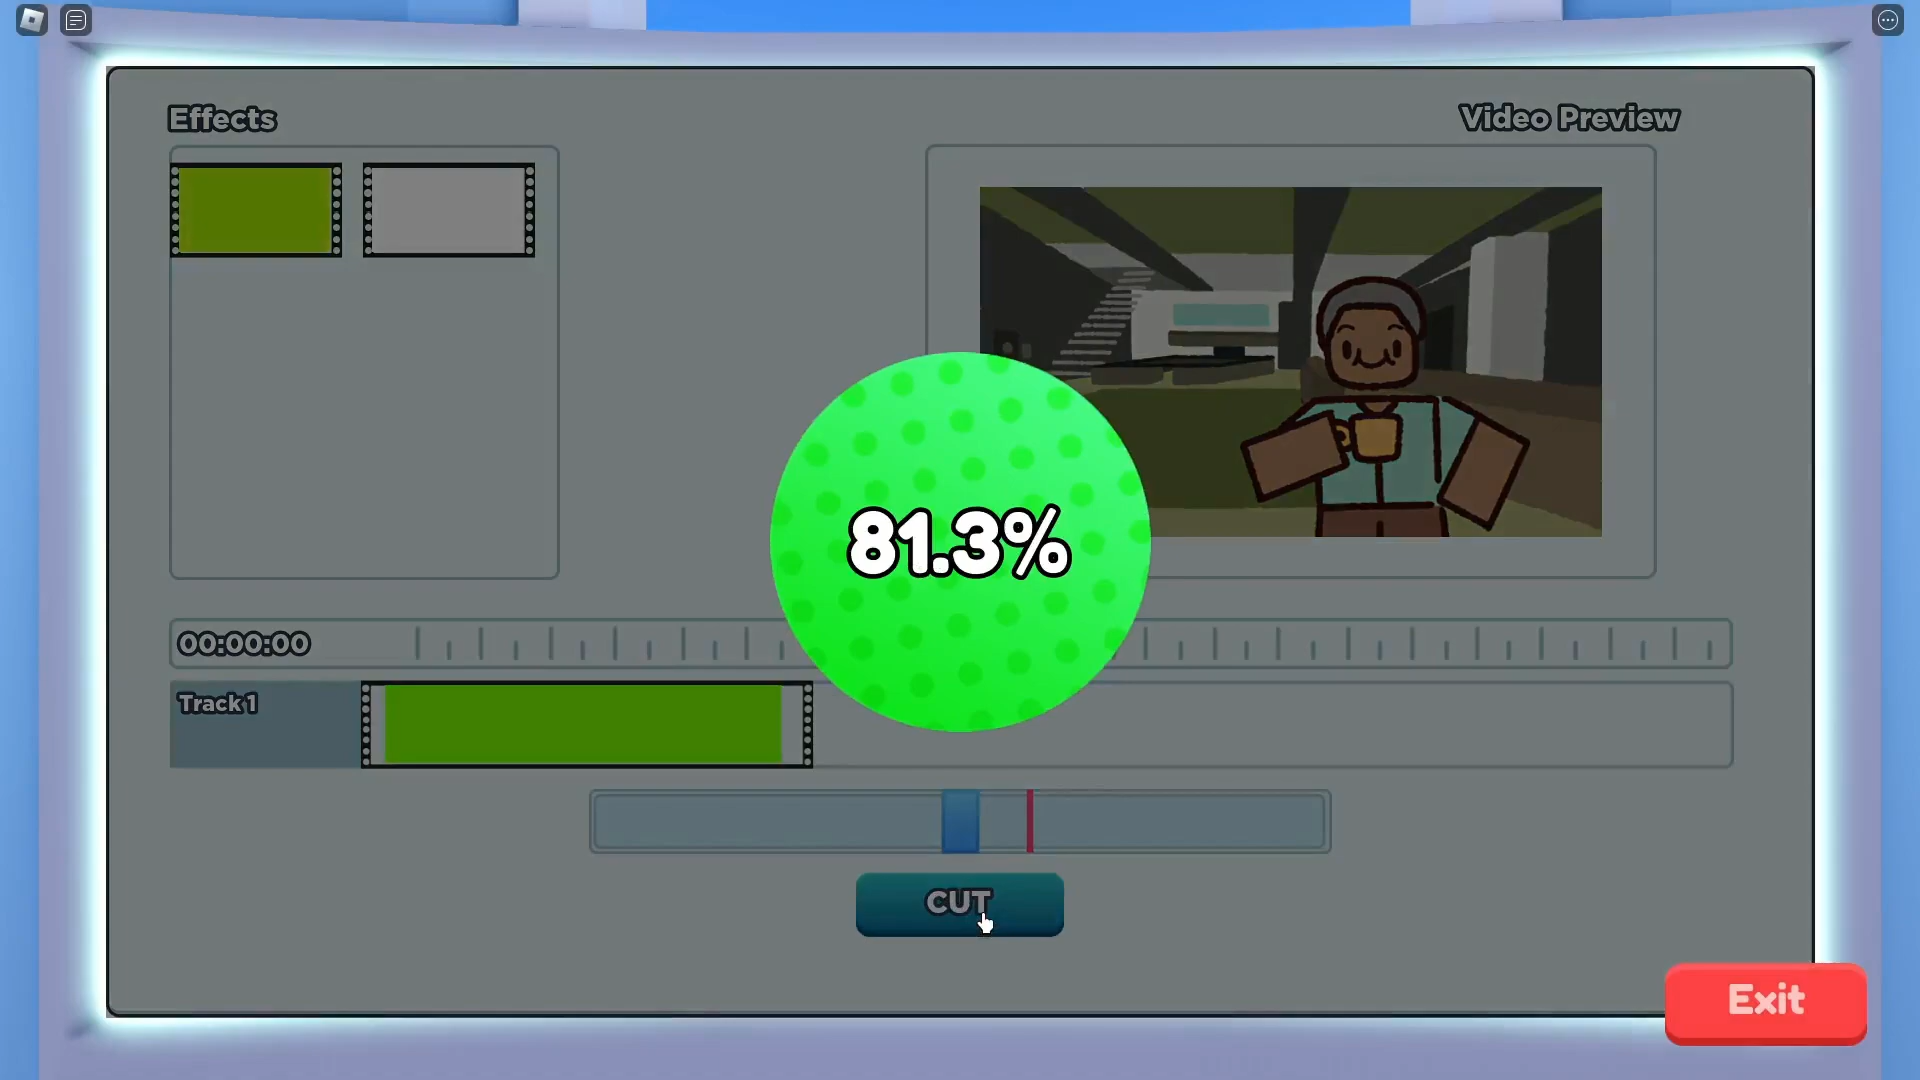 Effects
Video Preview
81.3%
00:00:00
Track 1
CUT
Exit